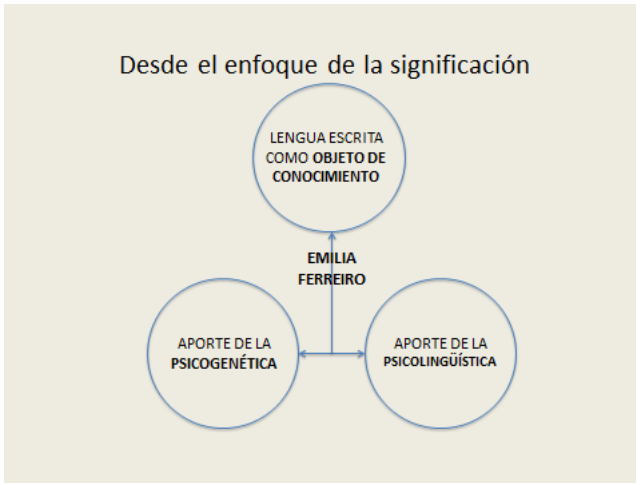 Desde el enfoque de la significación
LENGUA ESCRITA
COMO OBJETO DE
CONOCIMIENTO
EMILIA
FERREIRO
APORTE DE LA
PSICOGENÉTICA
APORTE DE LA
PSICOLINGÜÍSTICA